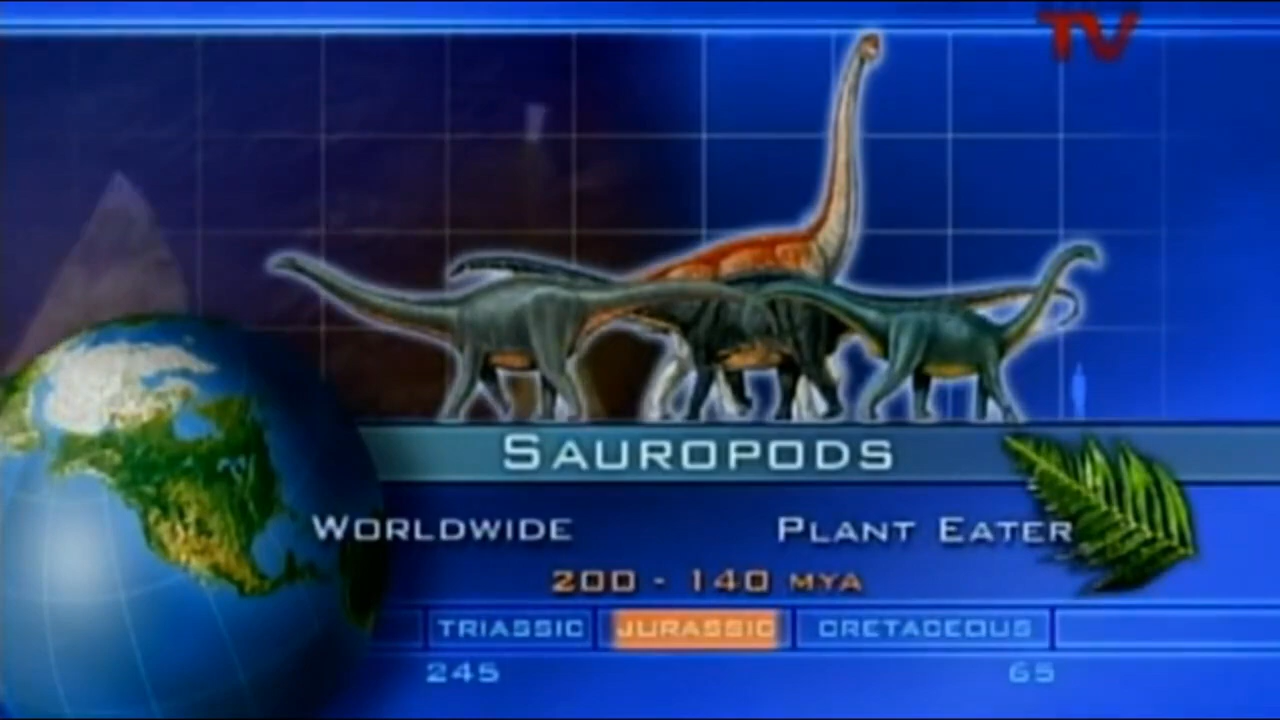 TV
SAUROPODS
WORLDWIDE PLANT EATER
200 - 140 MYA
TRIASSIC JURASSIC CRETACEOUS
245 65